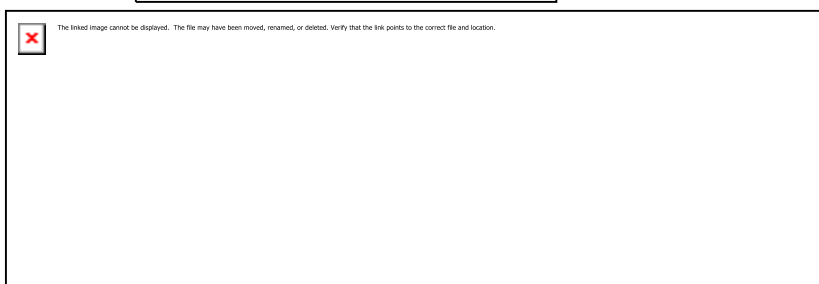 The linked image cannot be displayed.  The file may have been moved, renamed, or deleted. Verify that the link points to the correct file and location.